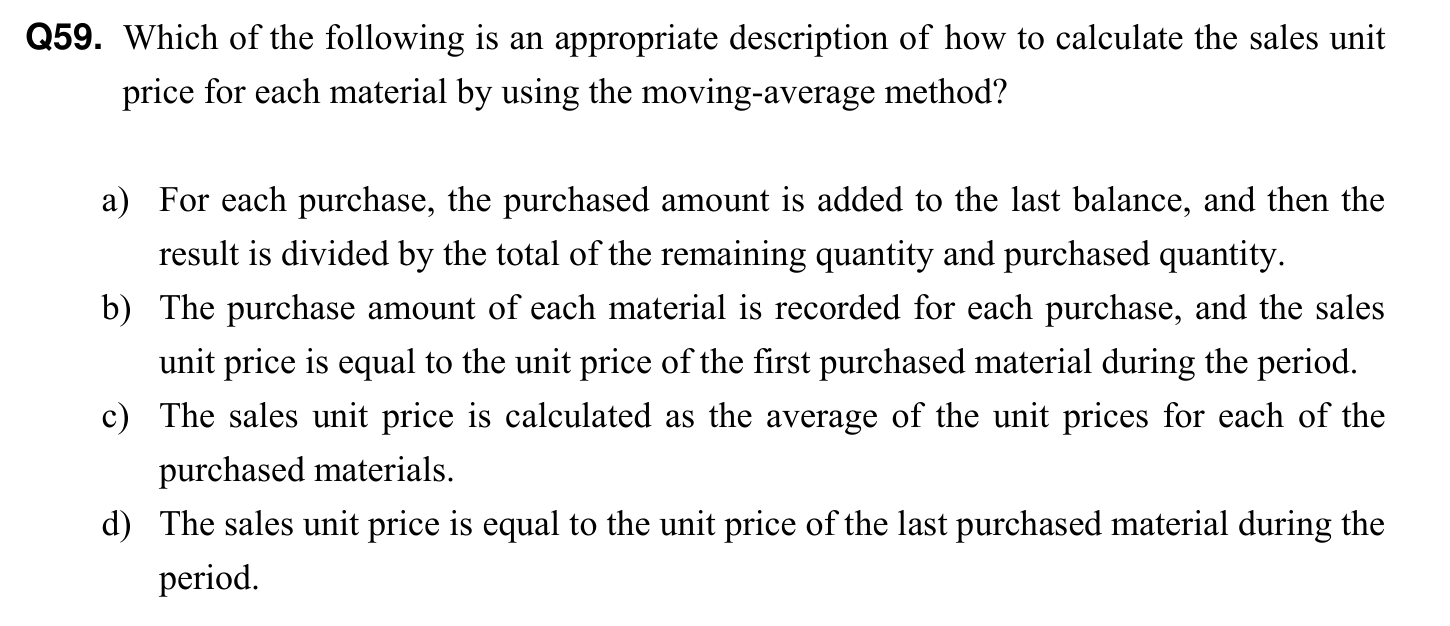 Q59. Which of the following is an appropriate description of how to calculate the sales unit
price for each material by using the moving-average method?
a) For each purchase, the purchased amount is added to the last balance, and then the
result is divided by the total of the remaining quantity and purchased quantity.
b) The purchase amount of each material is recorded for each purchase, and the sales
unit price is equal to the unit price of the first purchased material during the period.
c) The sales unit price is calculated as the average of the unit prices for each of the
purchased materials.
d) The sales unit price is equal to the unit price of the last purchased material during the
period.